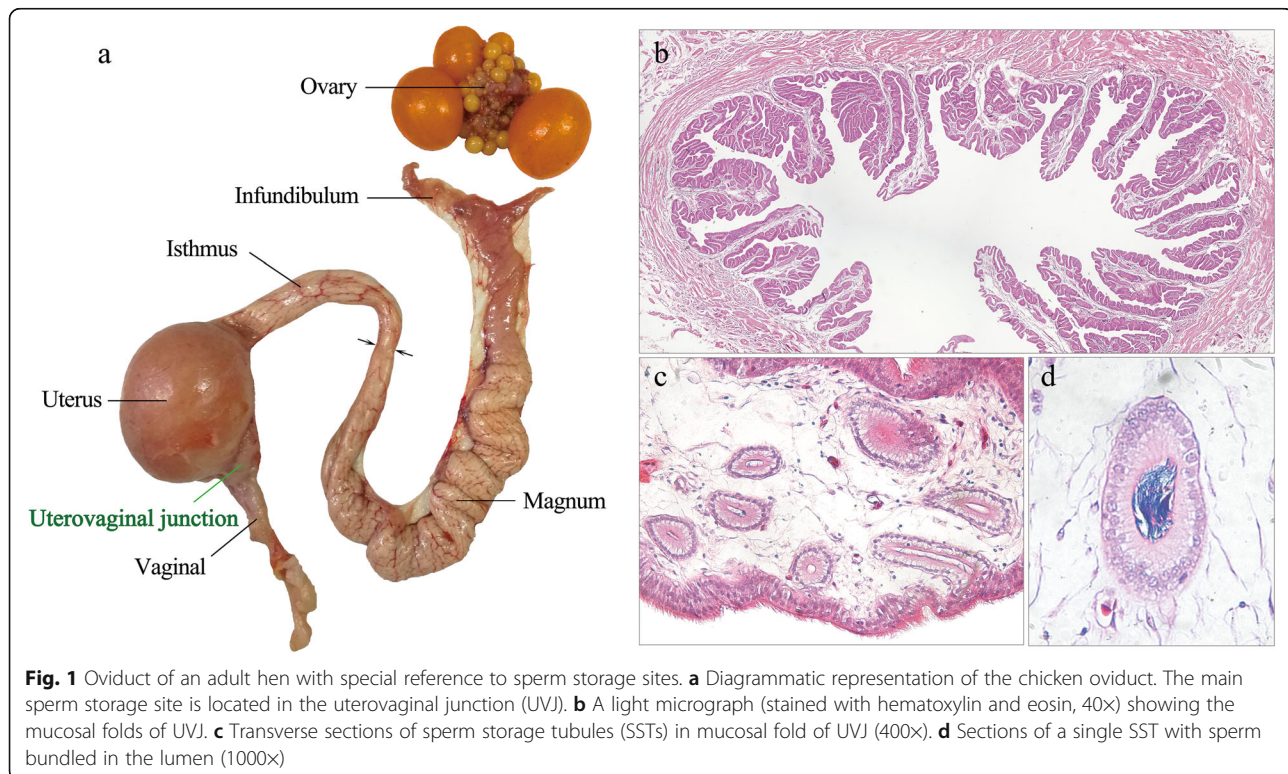 a
Ovary
Infundibulum
Isthmus
Uterus
Uterovaginal junction
Vaginal
Magnum
b
c
d
Fig. 1 Oviduct of an adult hen with special reference to sperm storage sites. a Diagrammatic representation of the chicken oviduct. The main
sperm storage site is located in the uterovaginal junction (UVJ). b A light micrograph (stained with hematoxylin and eosin, 40×) showing the
mucosal folds of UVJ. c Transverse sections of sperm storage tubules (SSTs) in mucosal fold of UVJ (400×). d Sections of a single SST with sperm
bundled in the lumen (1000×)